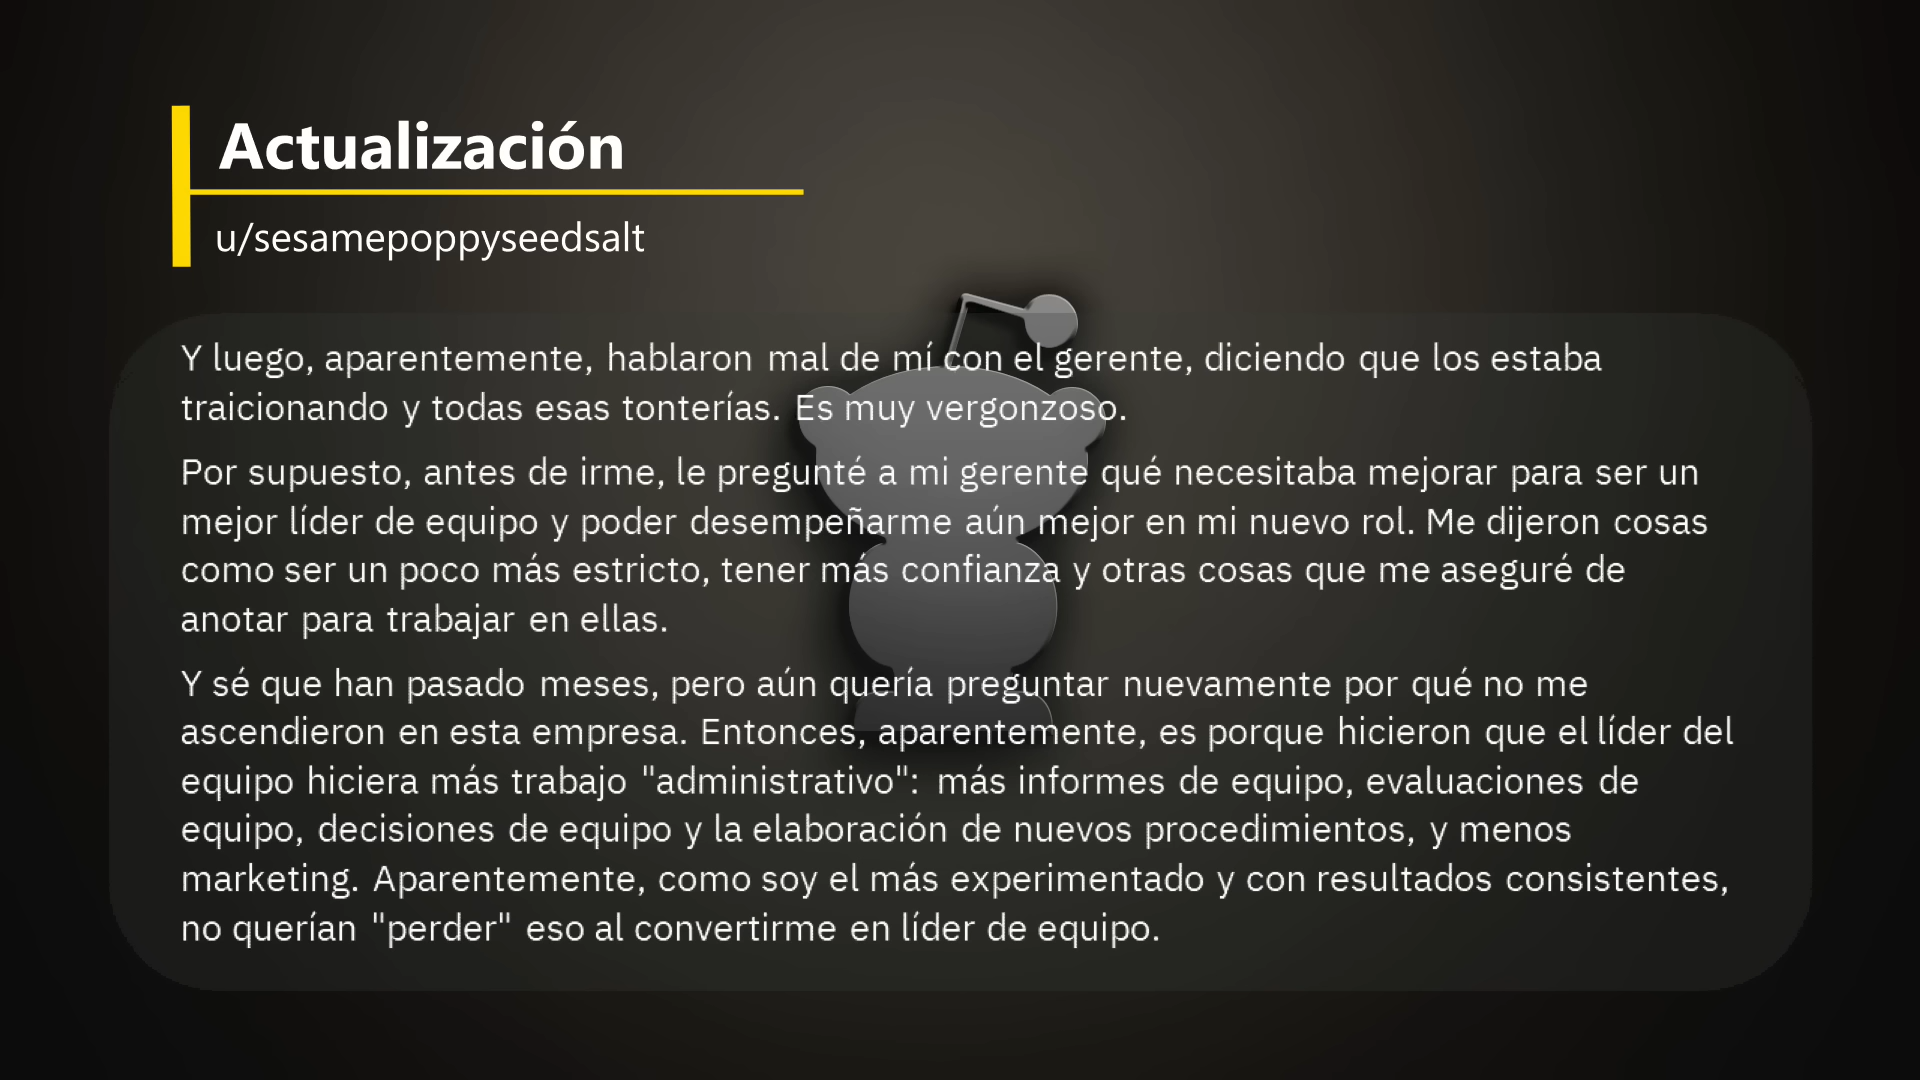 Actualización
u/sesamepoppyseedsalt
Y luego, aparentemente, hablaron mal de mí con el gerente, diciendo que los estaba
traicionando y todas esas tonterías. Es muy vergonzoso.
Por supuesto, antes de irme, le pregunté a mi gerente qué necesitaba mejorar para ser un
mejor líder de equipo y poder desempeñarme aún mejor en mi nuevo rol. Me dijeron cosas
como ser un poco más estricto, tener más confianza y otras cosas que me aseguré de
anotar para trabajar en ellas.
Y sé que han pasado meses, pero aún quería preguntar nuevamente por qué no me
ascendieron en esta empresa. Entonces, aparentemente, es porque hicieron que el líder del
equipo hiciera más trabajo "administrativo": más informes de equipo, evaluaciones de
equipo, decisiones de equipo y la elaboración de nuevos procedimientos, y menos
marketing. Aparentemente, como soy el más experimentado y con resultados consistentes,
no querían "perder" eso al convertirme en líder de equipo.